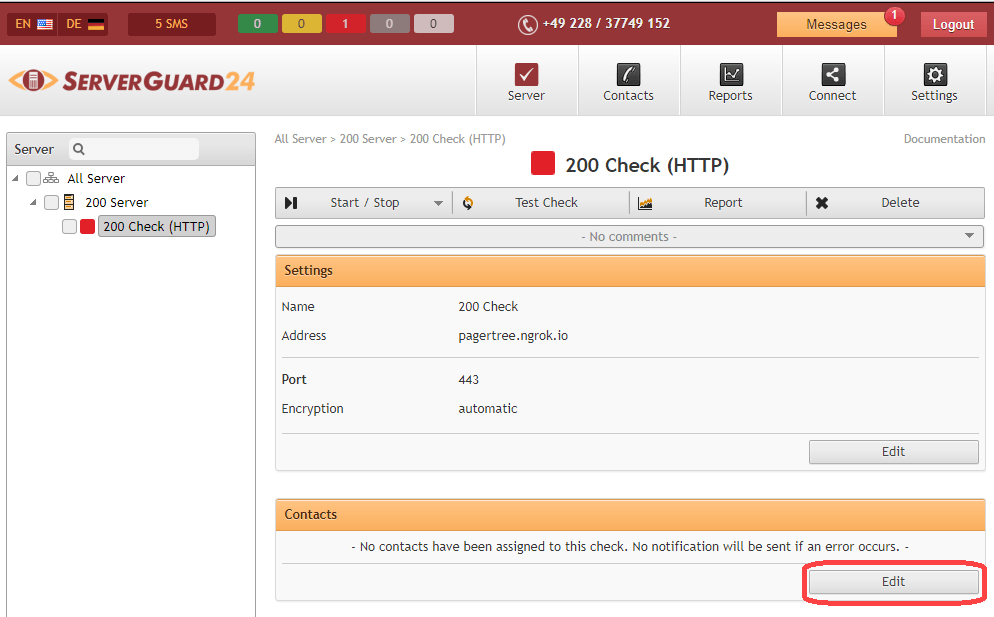 EN DE 5 SMS 0 0 1 0 0 +49 228 / 37749 152 Messages 1 Logout
SERVERGUARD24
Server Contacts Reports Connect Settings
Server
All Server
200 Server
200 Check (HTTP)
All Server > 200 Server > 200 Check (HTTP) Documentation
200 Check (HTTP)
Start / Stop Test Check Report Delete
- No comments -
Settings
Name 200 Check
Address pagertree.ngrok.io
Port 443
Encryption automatic
Edit
Contacts
- No contacts have been assigned to this check. No notification will be sent if an error occurs. -
Edit